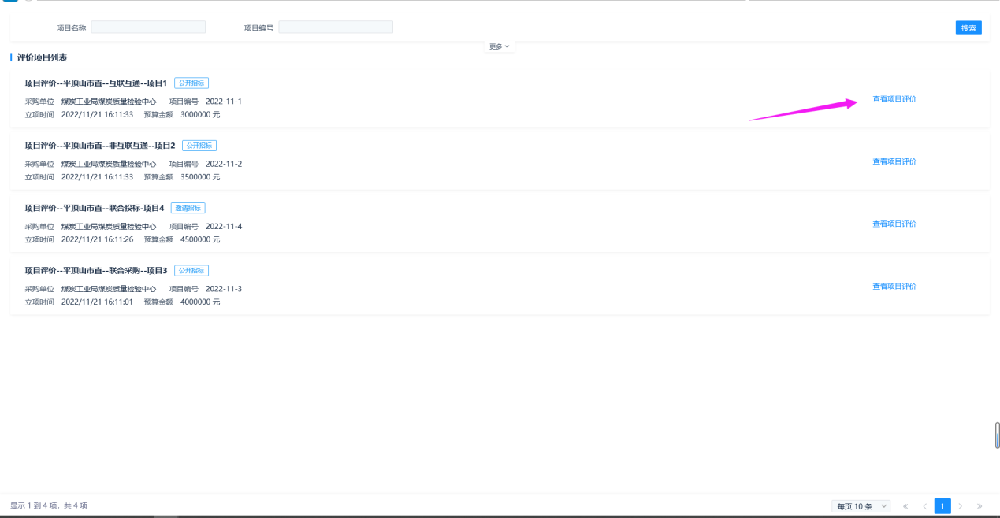 项目名称 项目编号 搜索
更多
评价项目列表
项目评价--平顶山市直--互联互通--项目1 公开招标
采购单位 煤炭工业局煤炭质量检验中心 项目编号 2022-11-1 查看项目评价
立项时间 2022/11/21 16:11:33 预算金额 3000000 元
项目评价--平顶山市直--非互联互通--项目2 公开招标
采购单位 煤炭工业局煤炭质量检验中心 项目编号 2022-11-2 查看项目评价
立项时间 2022/11/21 16:11:33 预算金额 3500000 元
项目评价--平顶山市直--联合投标-项目4 邀请招标
采购单位 煤炭工业局煤炭质量检验中心 项目编号 2022-11-4 查看项目评价
立项时间 2022/11/21 16:11:26 预算金额 4500000 元
项目评价--平顶山市直--联合采购--项目3 公开招标
采购单位 煤炭工业局煤炭质量检验中心 项目编号 2022-11-3 查看项目评价
立项时间 2022/11/21 16:11:01 预算金额 4000000 元
显示 1 到 4 项，共 4 项 每页 10 条 « ‹ 1 › »